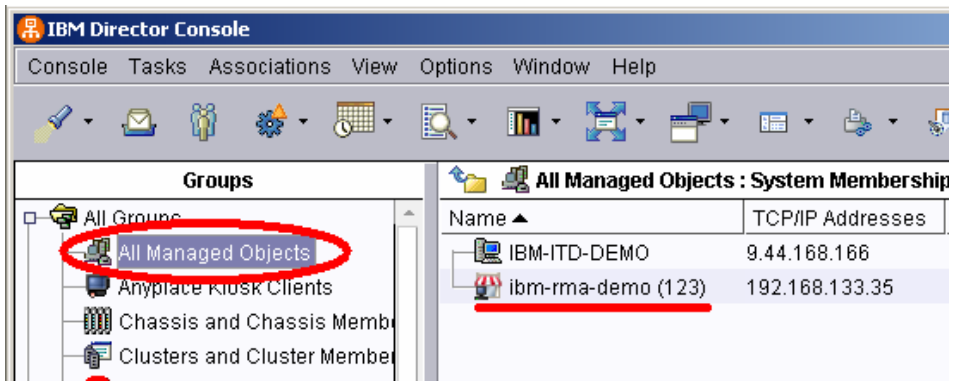 IBM Director Console
Console Tasks Associations View Options Window Help
Groups
All Managed Objects : System Membership
All Groups
Name TCP/IP Addresses
All Managed Objects
IBM-ITD-DEMO 9.44.168.166
Anyplace Kiosk Clients
ibm-rma-demo (123) 192.168.133.35
Chassis and Chassis Membe
Clusters and Cluster Member